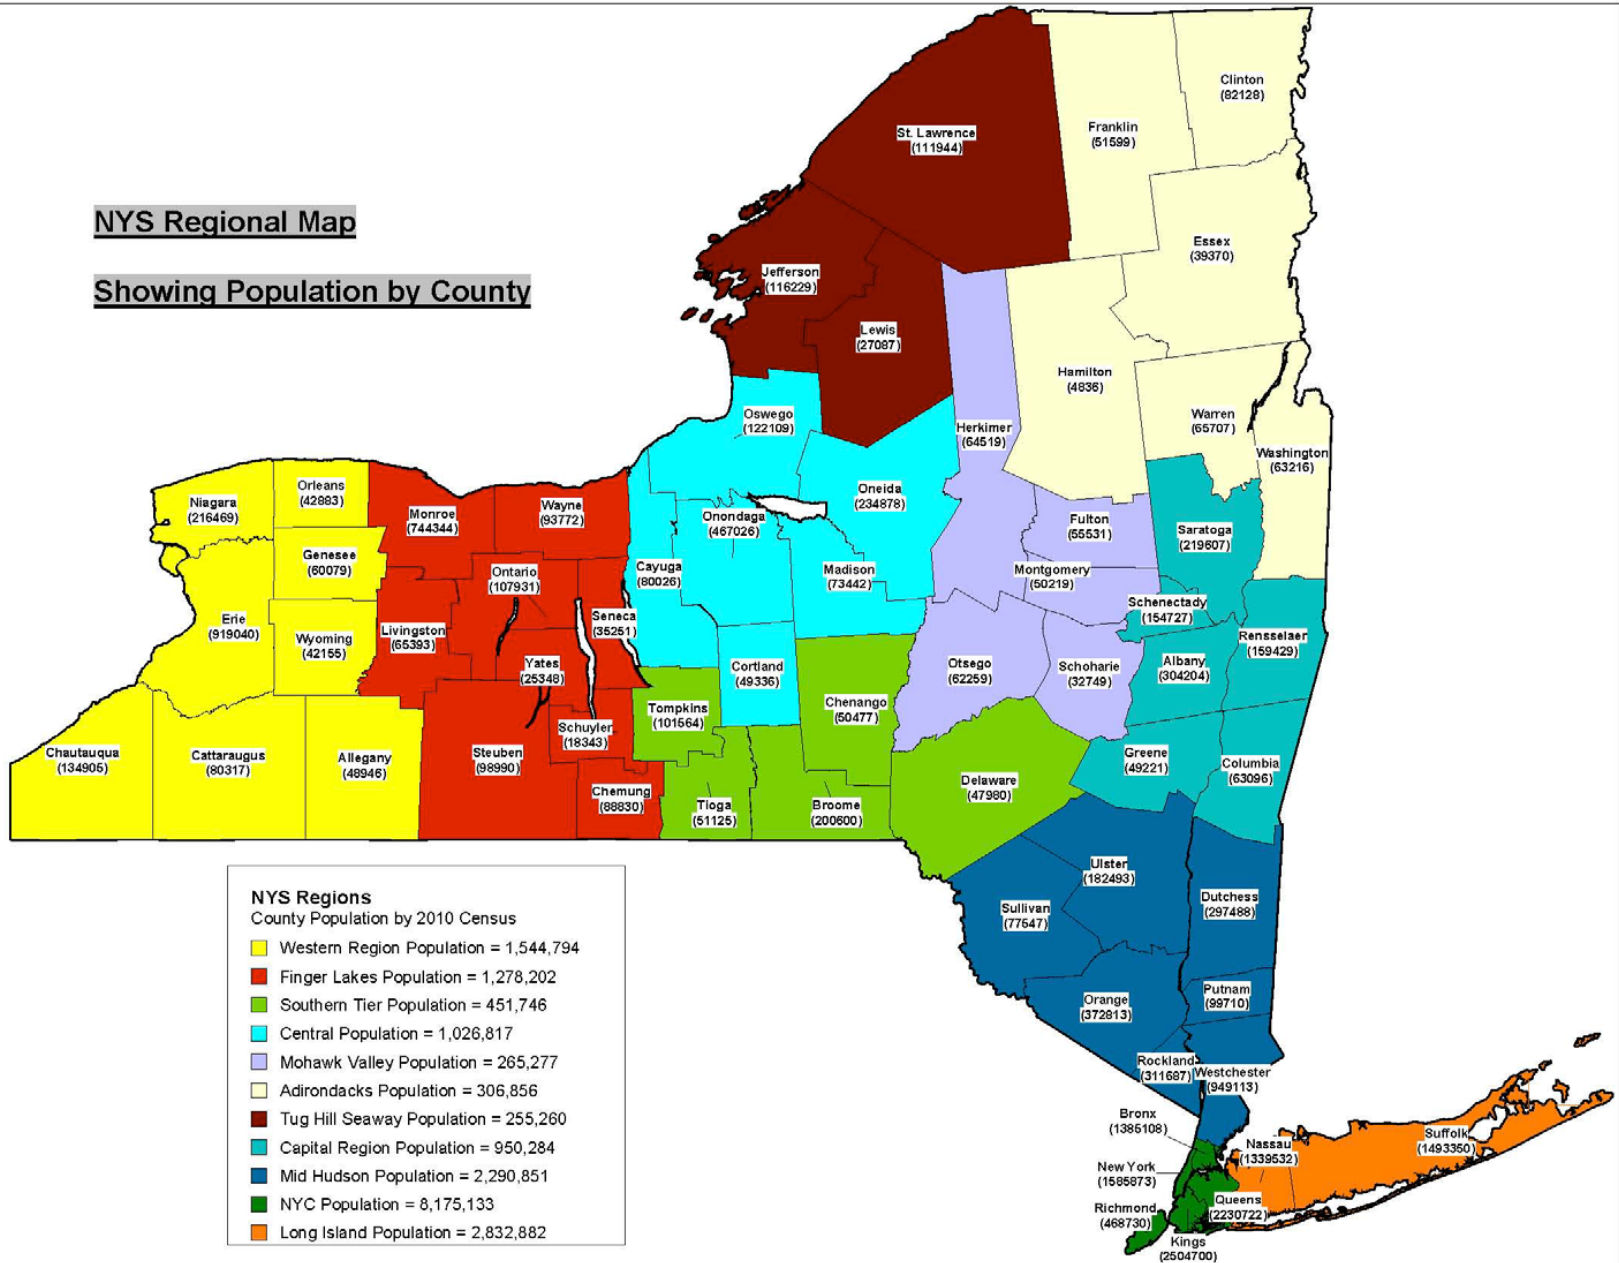 NYS Regional Map
Showing Population by County
Clinton
(82128)
Franklin
(51599)
St. Lawrence
(111944)
Essex
(39370)
Jefferson
(116229)
Lewis
(27087)
Hamilton
(4836)
Warren
(65707)
Oswego
(122109)
Herkimer
(64519)
Washington
(63216)
Oneida
(234878)
Orleans
(42883)
Niagara
(216469)
Monroe
(744344)
Wayne
(93772)
Onondaga
(467026)
Fulton
(55531)
Saratoga
(219607)
Genesee
(60079)
Ontario
(107931)
Cayuga
(80026)
Madison
(73442)
Montgomery
(50219)
Schenectady
(154727)
Erie
(919040)
Wyoming
(42155)
Livingston
(65393)
Seneca
(35251)
Rensselaer
(159429)
Yates
(25348)
Cortland
(49336)
Otsego
(62259)
Schoharie
(32749)
Albany
(304204)
Tompkins
(101564)
Chenango
(50477)
Chautauqua
(134905)
Cattaraugus
(80317)
Allegany
(48946)
Steuben
(98990)
Schuyler
(18343)
Greene
(49221)
Columbia
(63096)
Chemung
(88830)
Tioga
(51125)
Broome
(200600)
Delaware
(47980)
Ulster
(182493)
Sullivan
(77547)
Dutchess
(297488)
Orange
(372813)
Putnam
(99710)
Rockland
(311687)
Westchester
(949113)
Bronx
(1385108)
New York
(1585873)
Richmond
(468730)
Kings
(2504700)
Queens
(2230722)
Nassau
(1339532)
Suffolk
(1493350)
NYS Regions
County Population by 2010 Census
Western Region Population = 1,544,794
Finger Lakes Population = 1,278,202
Southern Tier Population = 451,746
Central Population = 1,026,817
Mohawk Valley Population = 265,277
Adirondacks Population = 306,856
Tug Hill Seaway Population = 255,260
Capital Region Population = 950,284
Mid Hudson Population = 2,290,851
NYC Population = 8,175,133
Long Island Population = 2,832,882